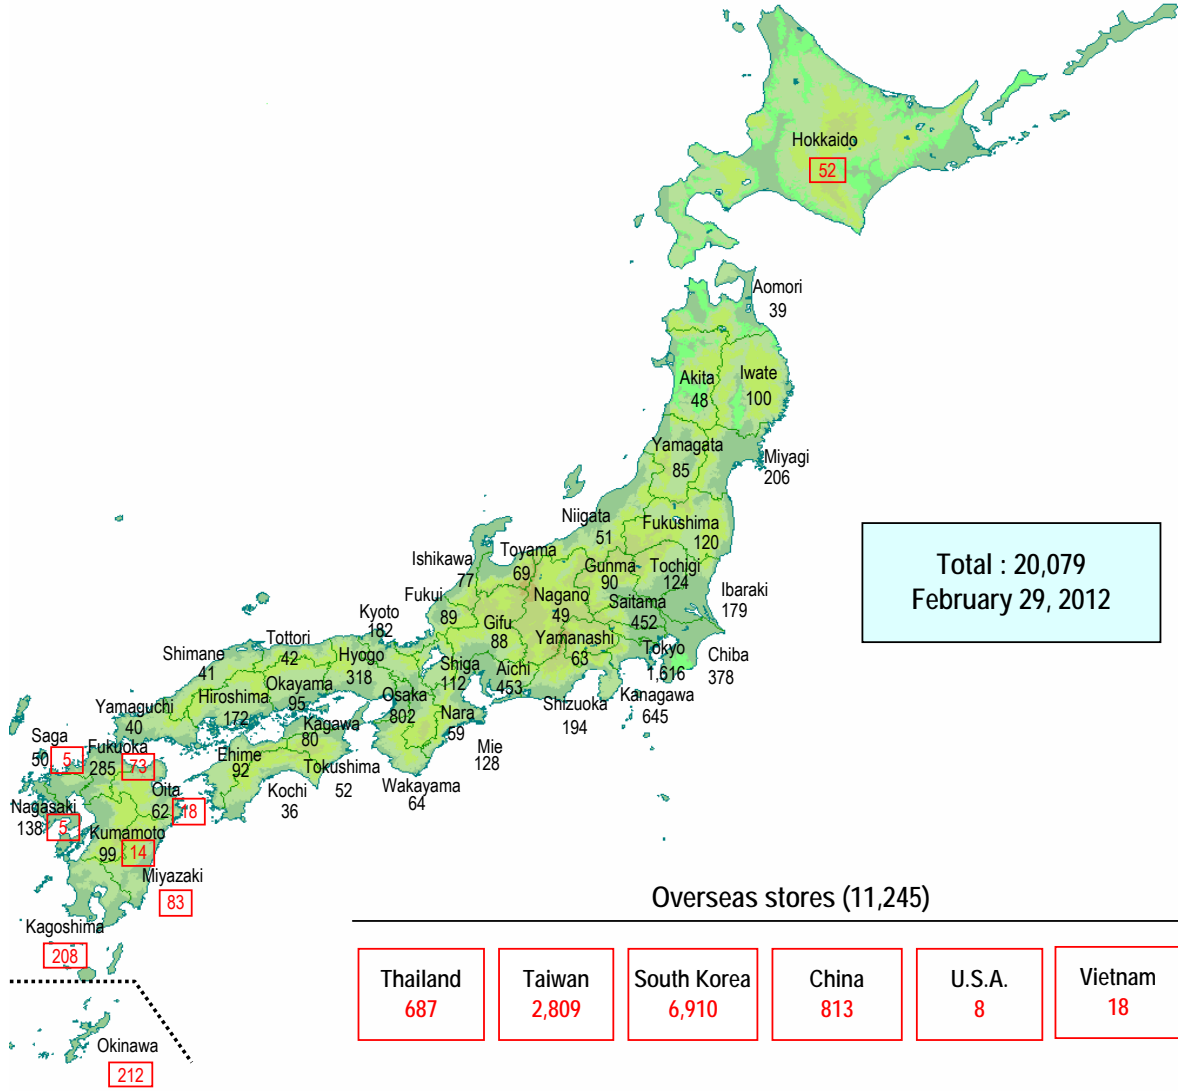 Hokkaido
52
Aomori
39
Akita
48
Iwate
100
Yamagata
85
Miyagi
206
Niigata
51
Fukushima
120
Ishikawa
77
Toyama
69
Gunma
90
Tochigi
124
Ibaraki
179
Fukui
89
Nagano
49
Saitama
452
Kyoto
182
Gifu
88
Yamanashi
63
Tokyo
1,616
Chiba
378
Shimane
41
Tottori
42
Hyogo
318
Shiga
112
Aichi
453
Shizuoka
194
Kanagawa
645
Yamaguchi
40
Hiroshima
172
Okayama
95
Osaka
802
Nara
59
Mie
128
Kagawa
80
Saga
50 5
Fukuoka
285 73
Ehime
92
Tokushima
52
Wakayama
64
Kochi
36
Oita
62 18
Nagasaki
138 5
Kumamoto
99 14
Miyazaki
83
Kagoshima
208
Okinawa
212
Total : 20,079
February 29, 2012
Overseas stores (11,245)
Thailand
687
Taiwan
2,809
South Korea
6,910
China
813
U.S.A.
8
Vietnam
18